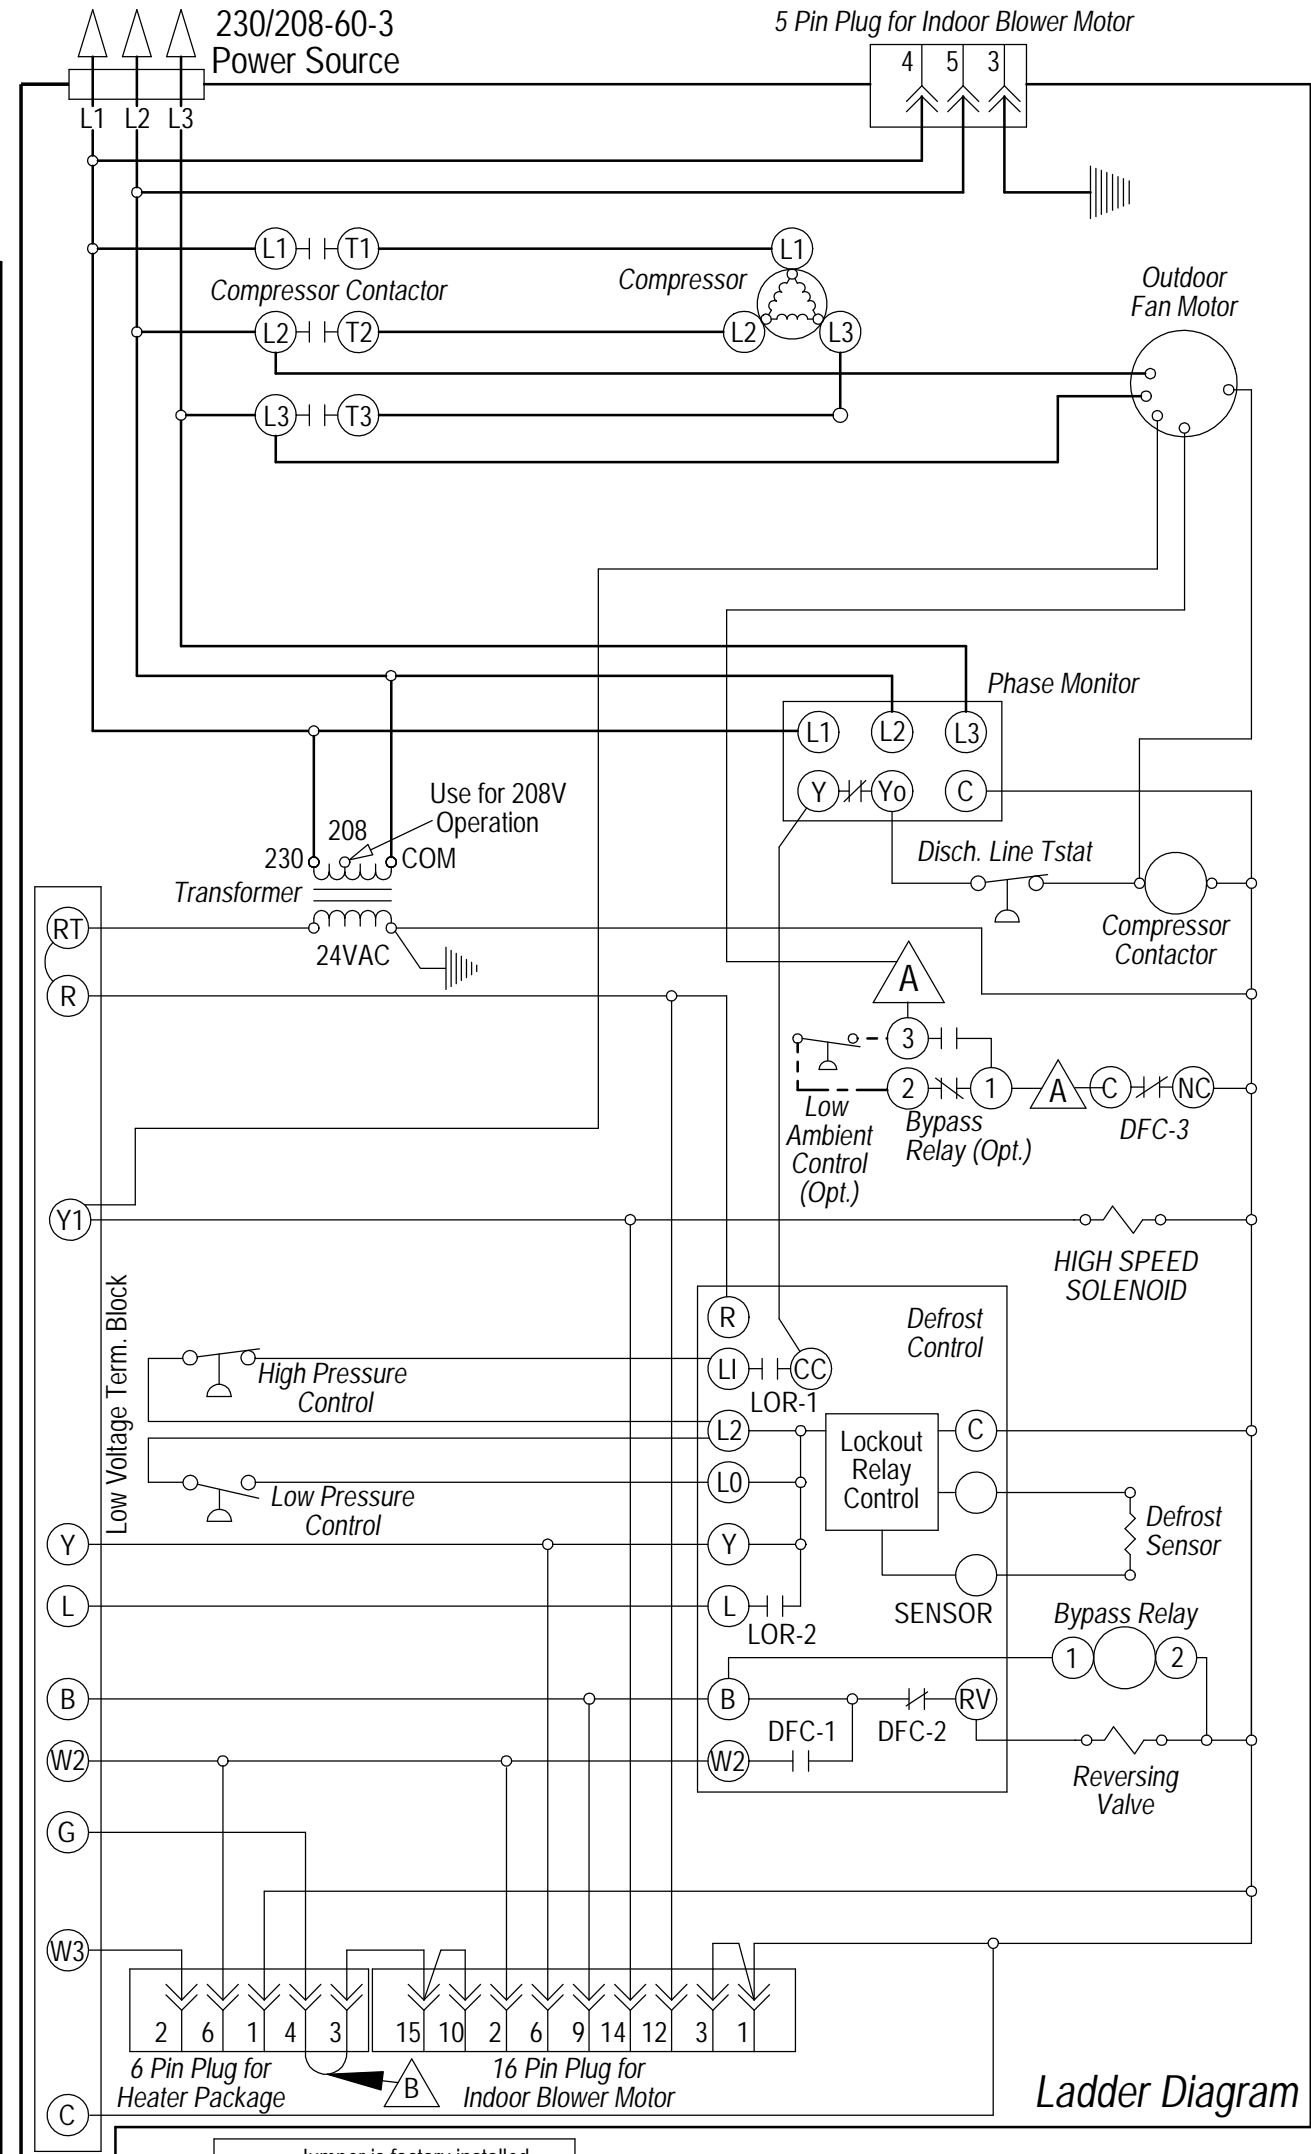 230/208-60-3
Power Source
5 Pin Plug for Indoor Blower Motor
4 5 3
L1 L2 L3
L1 T1
L1
Compressor Contactor
Compressor
Outdoor
Fan Motor
L2 T2
L2 L3
L3 T3
Phase Monitor
L1 L2 L3
Y Yo C
Use for 208V
Operation
208
230 COM
Transformer
24VAC
Disch. Line Tstat
Compressor
Contactor
RT
R
A
3
2 1 A C NC
Low
Ambient
Control
(Opt.)
Bypass
Relay (Opt.)
DFC-3
Y1
HIGH SPEED
SOLENOID
Low Voltage Term. Block
R
Defrost
Control
High Pressure
Control
LI CC
LOR-1
L2
Lockout
Relay
Control
C
L0
Low Pressure
Control
Defrost
Sensor
Y
Y
L
L
LOR-2
SENSOR
Bypass Relay
1 2
B
B
DFC-1
DFC-2
RV
W2
W2
Reversing
Valve
G
W3
2 6 1 4 3
15 10 2 6 9 14 12 3 1
6 Pin Plug for
Heater Package
B
16 Pin Plug for
Indoor Blower Motor
Ladder Diagram
C
Jumper is factory installed